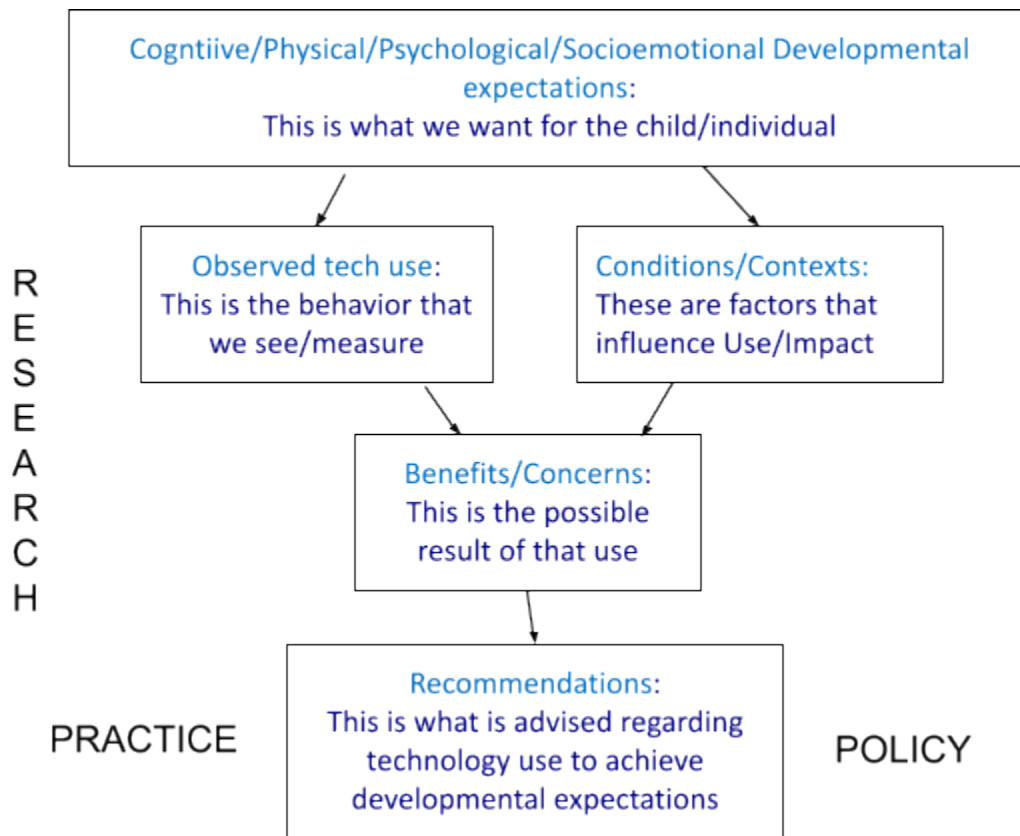 Cogntiive/Physical/Psychological/Socioemotional Developmental
expectations:
This is what we want for the child/individual
Observed tech use:
This is the behavior that
we see/measure
Conditions/Contexts:
These are factors that
influence Use/Impact
RESEARCH
Benefits/Concerns:
This is the possible
result of that use
Recommendations:
This is what is advised regarding
technology use to achieve
developmental expectations
PRACTICE
POLICY